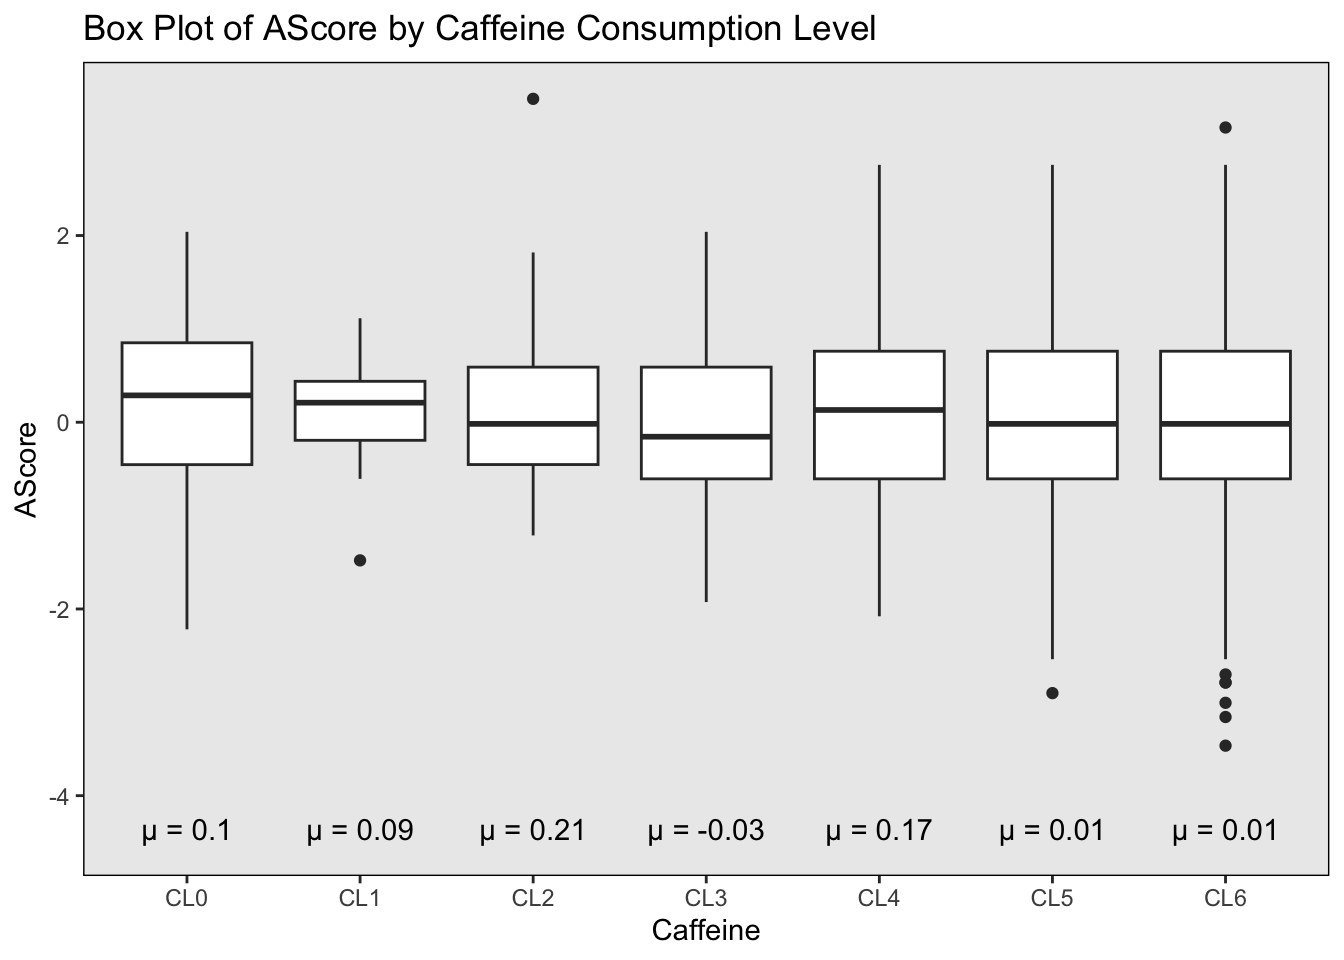 Box Plot of AScore by Caffeine Consumption Level
AScore
2
0
-2
-4
μ = 0.1 μ = 0.09 μ = 0.21 μ = -0.03 μ = 0.17 μ = 0.01 μ = 0.01
CL0 CL1 CL2 CL3 CL4 CL5 CL6
Caffeine